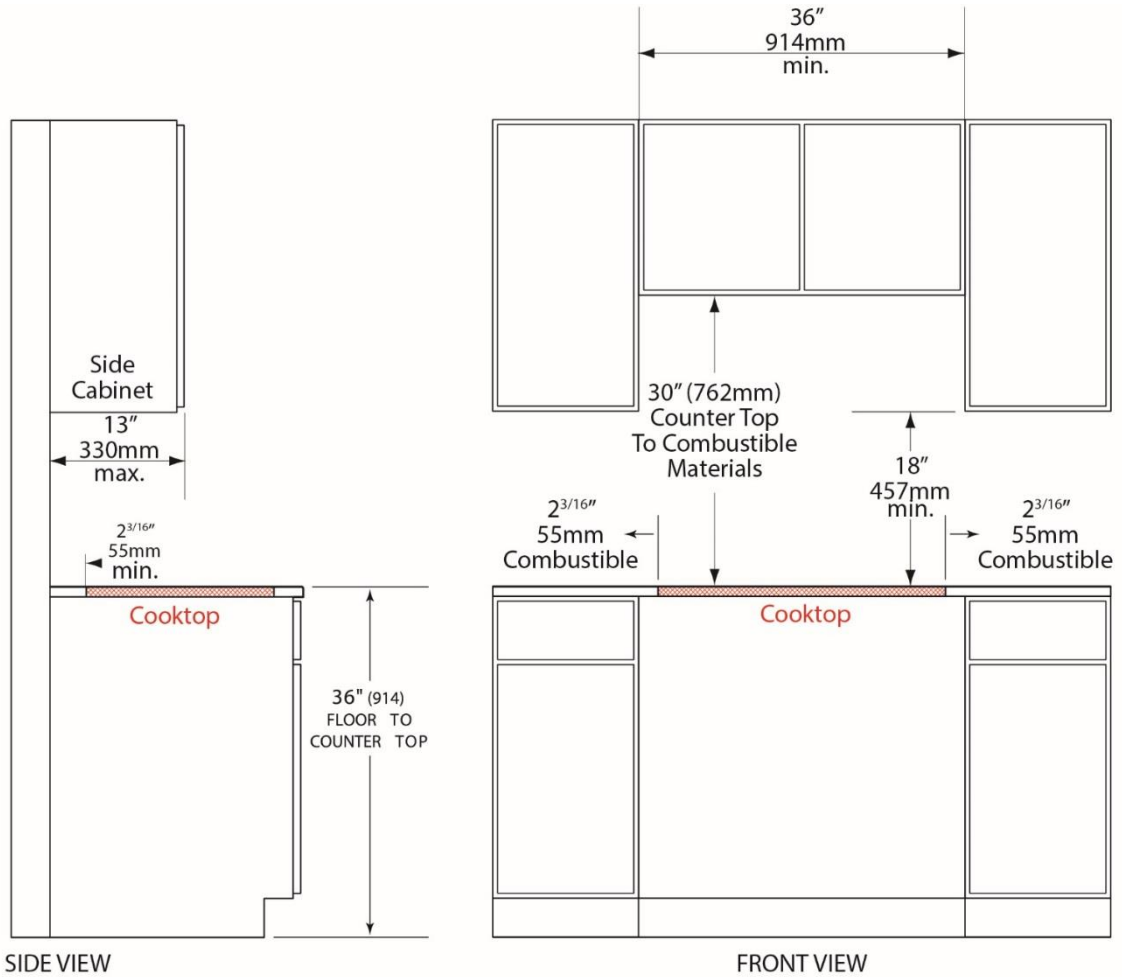 36"
914mm
min.
Side
Cabinet
13"
330mm
max.
30" (762mm)
Counter Top
To Combustible
Materials
18"
457mm
min.
2 3/16"
55mm
min.
2 3/16"
55mm
Combustible
2 3/16"
55mm
Combustible
Cooktop
Cooktop
36" (914)
FLOOR TO
COUNTER TOP
SIDE VIEW
FRONT VIEW